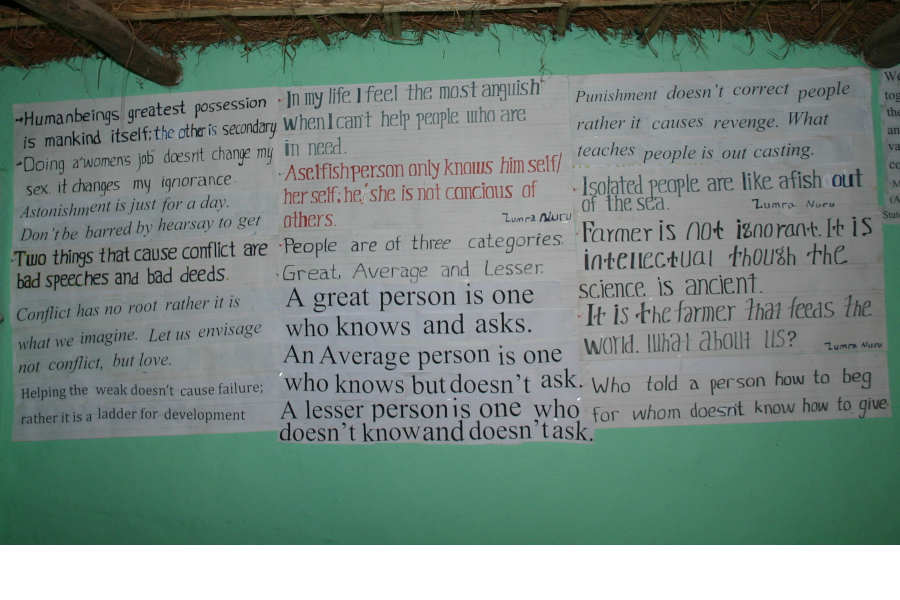 Humanbeings greatest possession
is mankind itself; the other is secondary
Doing a womens job doesnt change my
sex it changes my ignorance.
Astonishment is just for a day.
Don't be barred by hearsay to get
Two things that cause conflict are
bad speeches and bad deeds.
Conflict has no root rather it is
what we imagine. Let us envisage
not conflict, but love.
Helping the weak doesn't cause failure;
rather it is a ladder for development
In my life I feel the most anguish
when I can't help people who are
in need.
A selfish person only knows him self/
her self; he/she is not concious of
others.
Zumra Nuru
People are of three categories.
Great, Average and Lesser.
A great person is one
who knows and asks.
An Average person is one
who knows but doesn't ask.
A lesser person is one who
doesn't know and doesn't ask.
Punishment doesn't correct people
rather it causes revenge. What
teaches people is out casting.
Isolated people are like a fish out
of the sea.
Zumra Nuru
Farmer is not ignorant. It is
intellectual though the
science is ancient.
It is the farmer that feeds the
world. What about us?
Zumra Nuru
Who told a person how to beg
for whom doesn't know how to give
We
tog
the
an
va
co